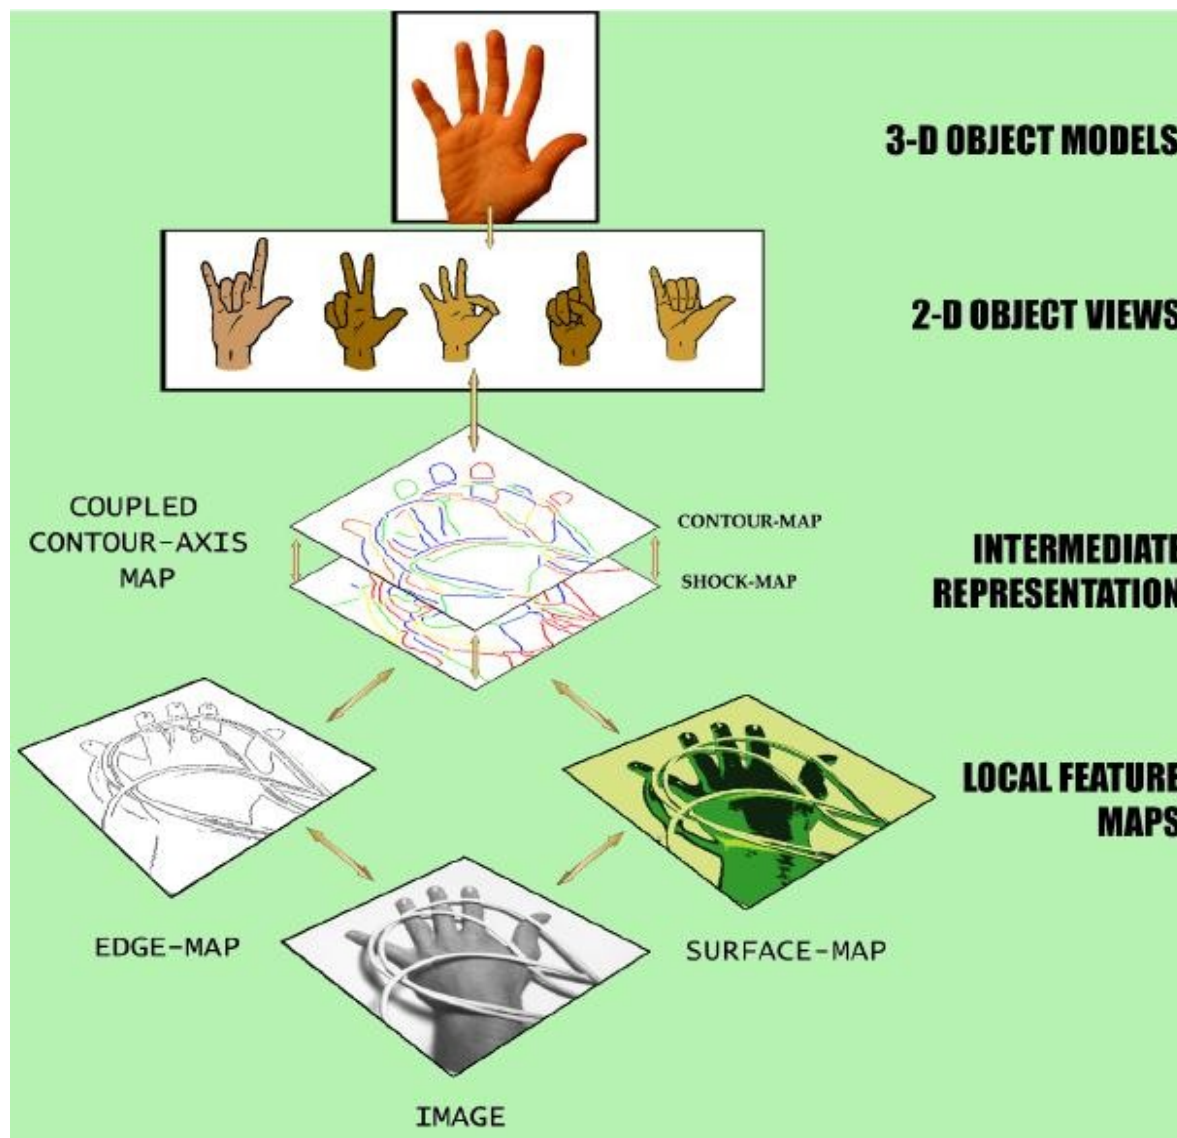 3-D OBJECT MODELS
2-D OBJECT VIEWS
COUPLED
CONTOUR-AXIS
MAP
CONTOUR-MAP
SHOCK-MAP
INTERMEDIATE
REPRESENTATION
LOCAL FEATURE
MAPS
EDGE-MAP
SURFACE-MAP
IMAGE